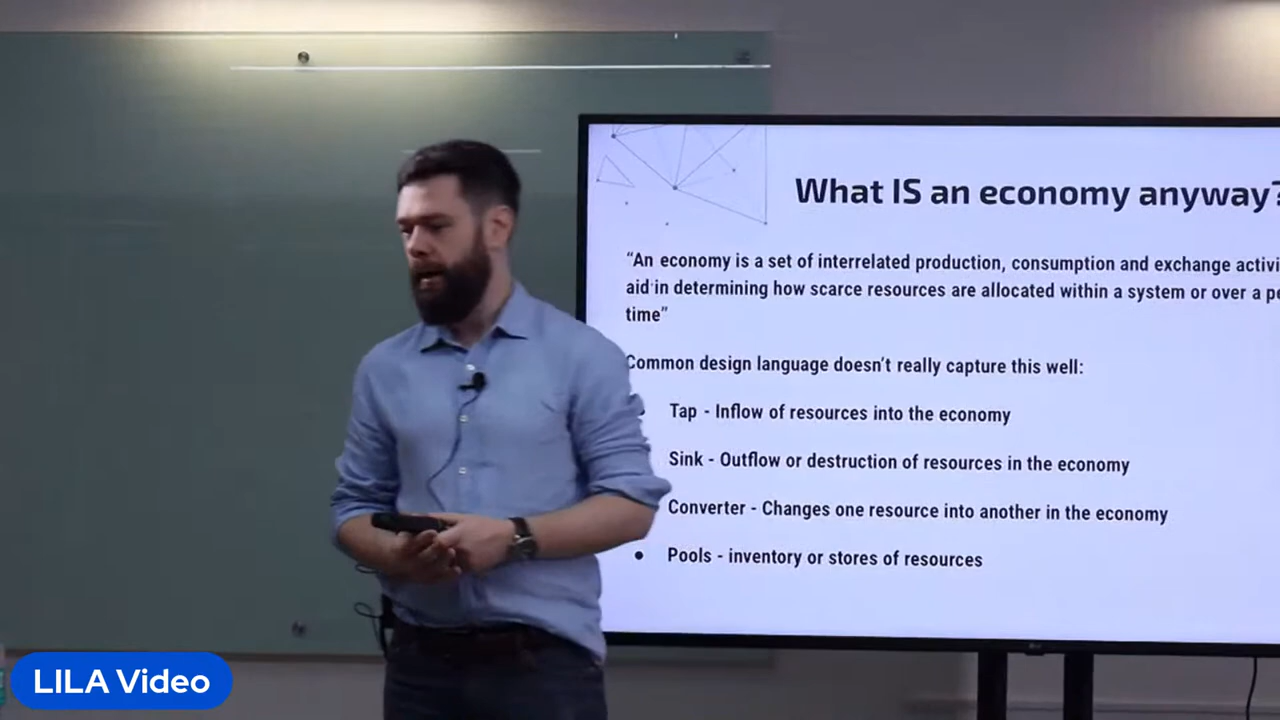 What IS an economy anyway?
“An economy is a set of interrelated production, consumption and exchange
aid in determining how scarce resources are allocated within a system or over a
time”
Common design language doesn’t really capture this well:
Tap - Inflow of resources into the economy
Sink - Outflow or destruction of resources in the economy
Converter - Changes one resource into another in the economy
• Pools - inventory or stores of resources
LG
LILA Video